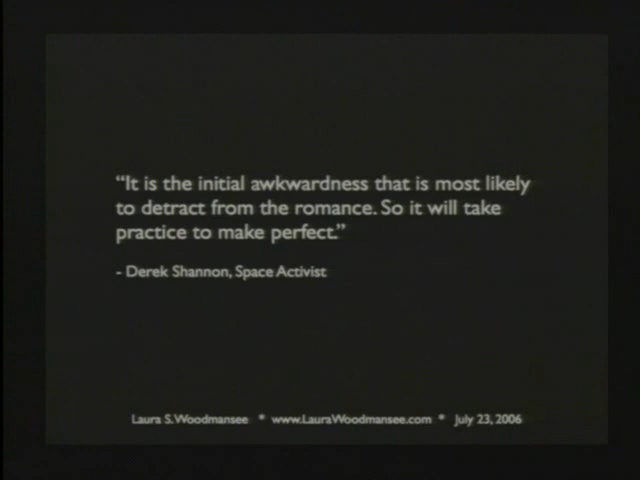 “It is the initial awkwardness that is most likely
to detract from the romance. So it will take
practice to make perfect.”
- Derek Shannon, Space Activist
Laura S. Woodmansee * www.LauraWoodmansee.com * July 23, 2006